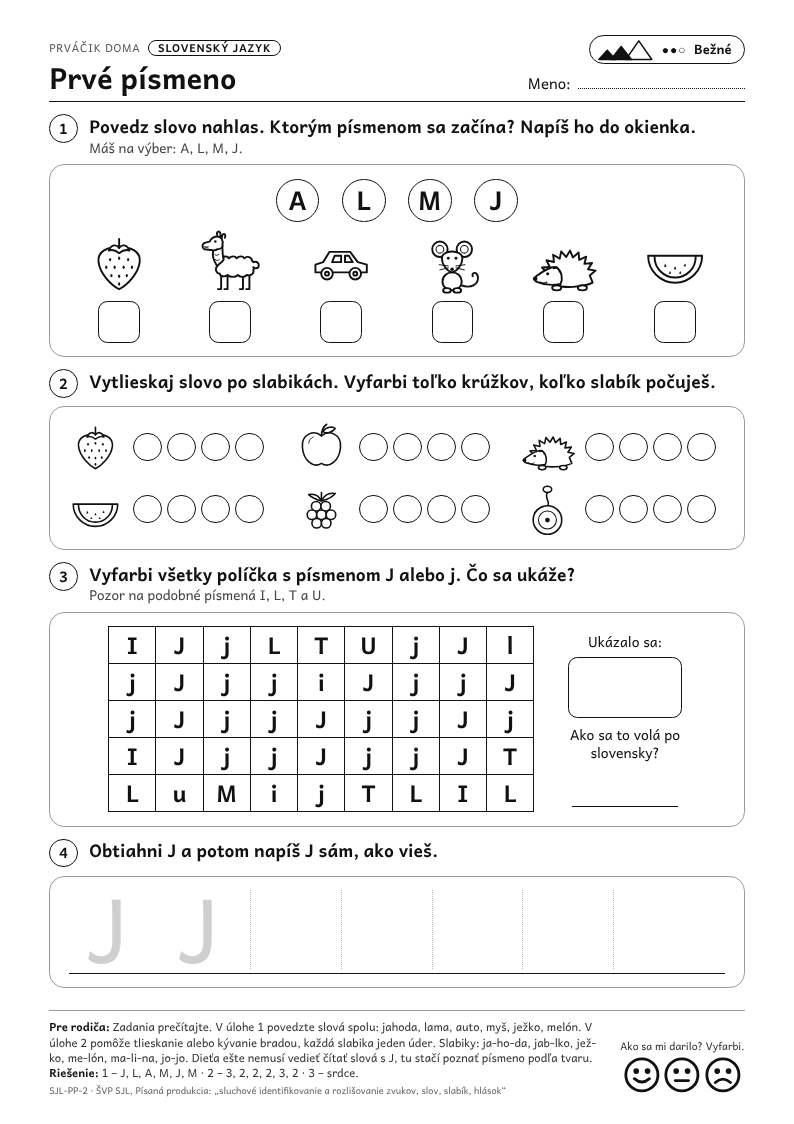 PRVÁČIK DOMA SLOVENSKÝ JAZYK
●●○ Bežné
Prvé písmeno
Meno:
1 Povedz slovo nahlas. Ktorým písmenom sa začína? Napíš ho do okienka.
Máš na výber: A, L, M, J.
A L M J
2 Vytlieskaj slovo po slabikách. Vyfarbi toľko krúžkov, koľko slabík počuješ.
3 Vyfarbi všetky políčka s písmenom J alebo j. Čo sa ukáže?
Pozor na podobné písmená I, L, T a U.
I J j L T U j J l
j J j j i J j j J
j J j j J j j J j
I J j j J j j J T
L u M i j T L I L
Ukázalo sa:
Ako sa to volá po
slovensky?
4 Obtiahni J a potom napíš J sám, ako vieš.
J J
Pre rodiča: Zadania prečítajte. V úlohe 1 povedzte slová spolu: jahoda, lama, auto, myš, ježko, melón. V
úlohe 2 pomôže tlieskanie alebo kývanie bradou, každá slabika jeden úder. Slabiky: ja-ho-da, jab-lko, jež-
ko, me-lón, ma-li-na, jo-jo. Dieťa ešte nemusí vedieť čítať slová s J, tu stačí poznať písmeno podľa tvaru.
Riešenie: 1 – J, L, A, M, J, M · 2 – 3, 2, 2, 2, 3, 2 · 3 – srdce.
SJL-PP-2 · ŠVP SJL, Písaná produkcia: „sluchové identifikovanie a rozlišovanie zvukov, slov, slabík, hlások“
Ako sa mi darilo? Vyfarbi.